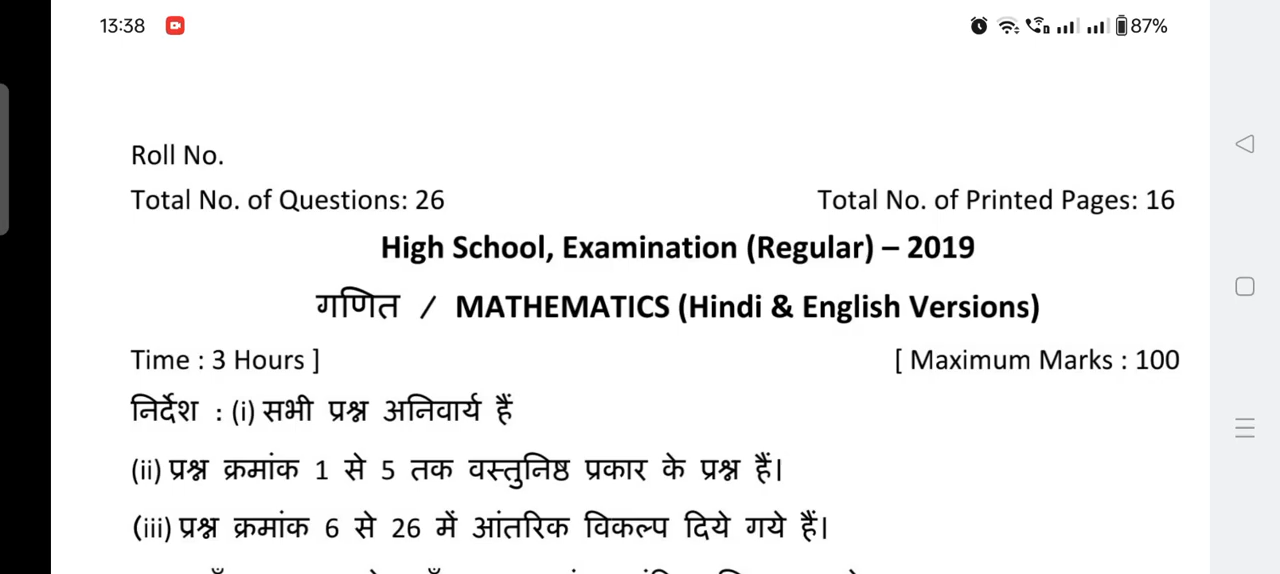 13:38 87%
Roll No.
Total No. of Questions: 26 Total No. of Printed Pages: 16
High School, Examination (Regular) – 2019
गणित / MATHEMATICS (Hindi & English Versions)
Time : 3 Hours ] [ Maximum Marks : 100
निर्देश : (i) सभी प्रश्न अनिवार्य हैं
(ii) प्रश्न क्रमांक 1 से 5 तक वस्तुनिष्ठ प्रकार के प्रश्न हैं।
(iii) प्रश्न क्रमांक 6 से 26 में आंतरिक विकल्प दिये गये हैं।